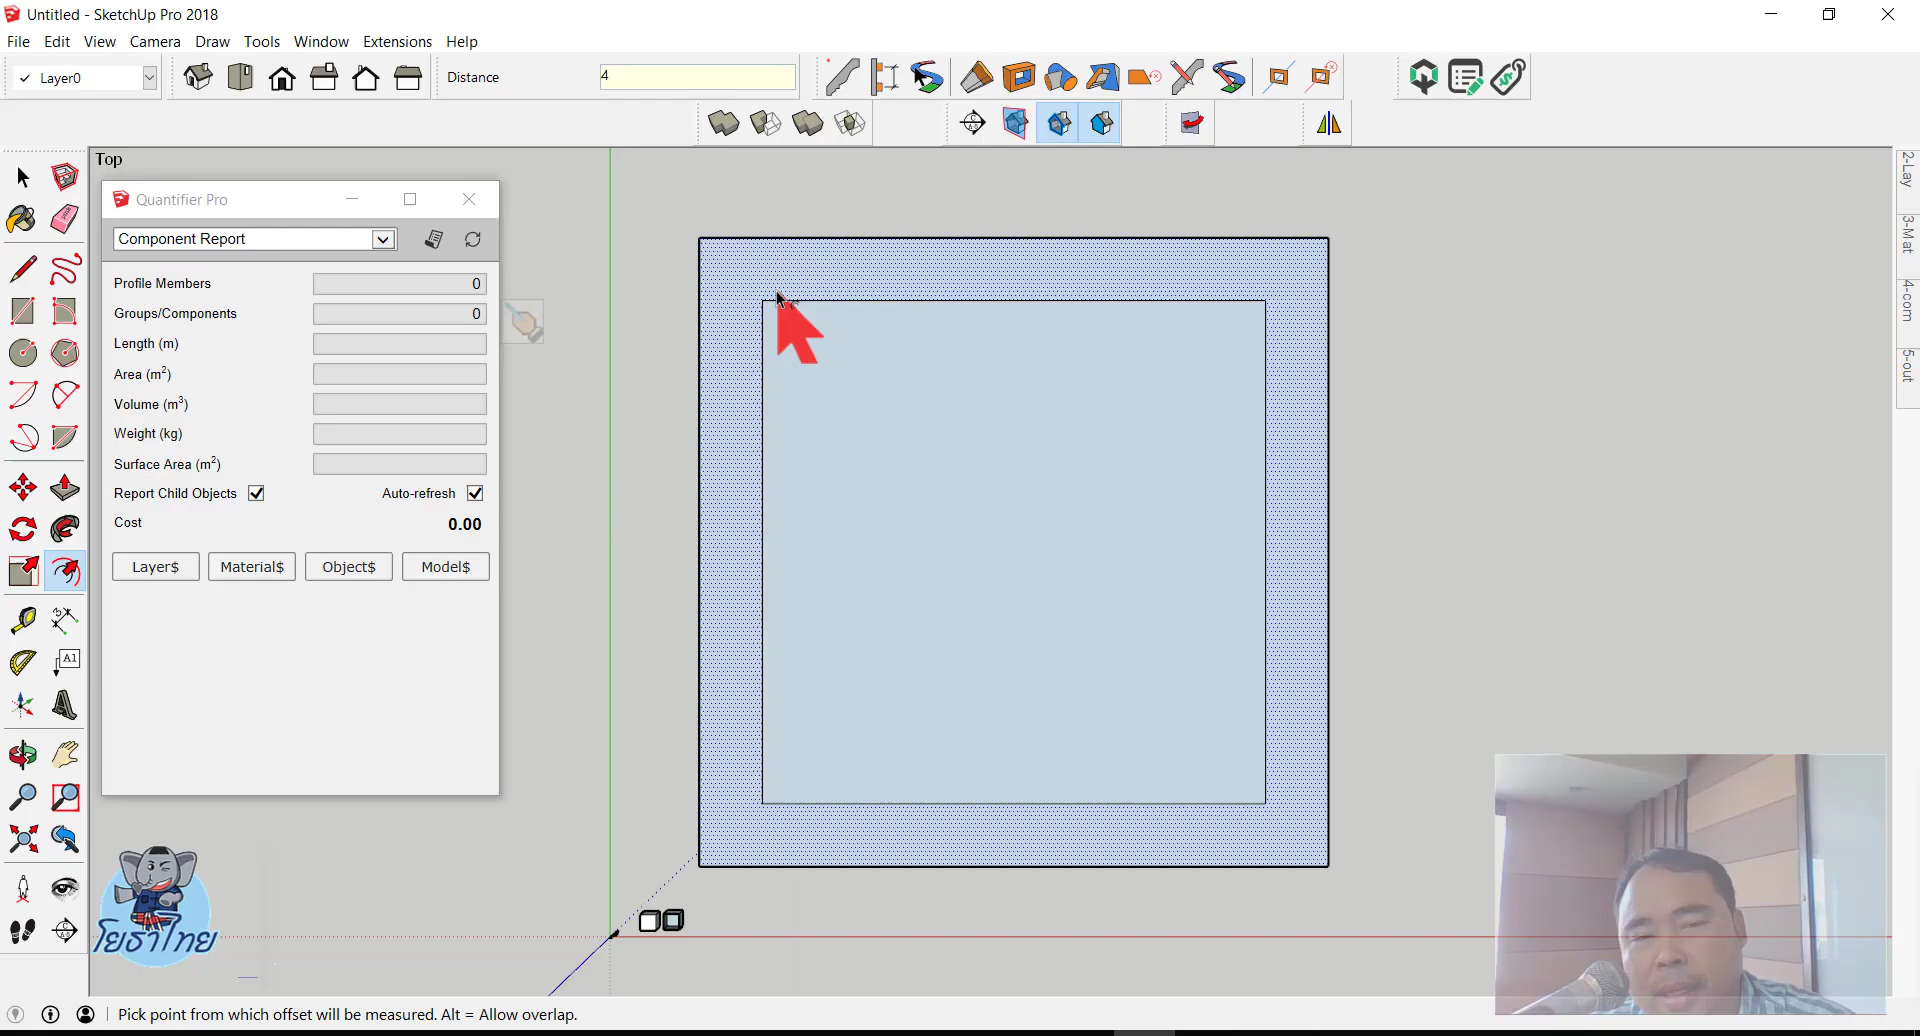 Untitled - SketchUp Pro 2018
File Edit View Camera Draw Tools Window Extensions Help
Layer0
Distance
4
Top
Quantifier Pro
Component Report
Profile Members 0
Groups/Components 0
Length (m)
Area (m²)
Volume (m³)
Weight (kg)
Surface Area (m²)
Report Child Objects
Auto-refresh
Cost 0.00
Layer$ Material$ Object$ Model$
A1
2-Lay
3-Mat
4-com
5-out
โยธาไทย
Pick point from which offset will be measured. Alt = Allow overlap.